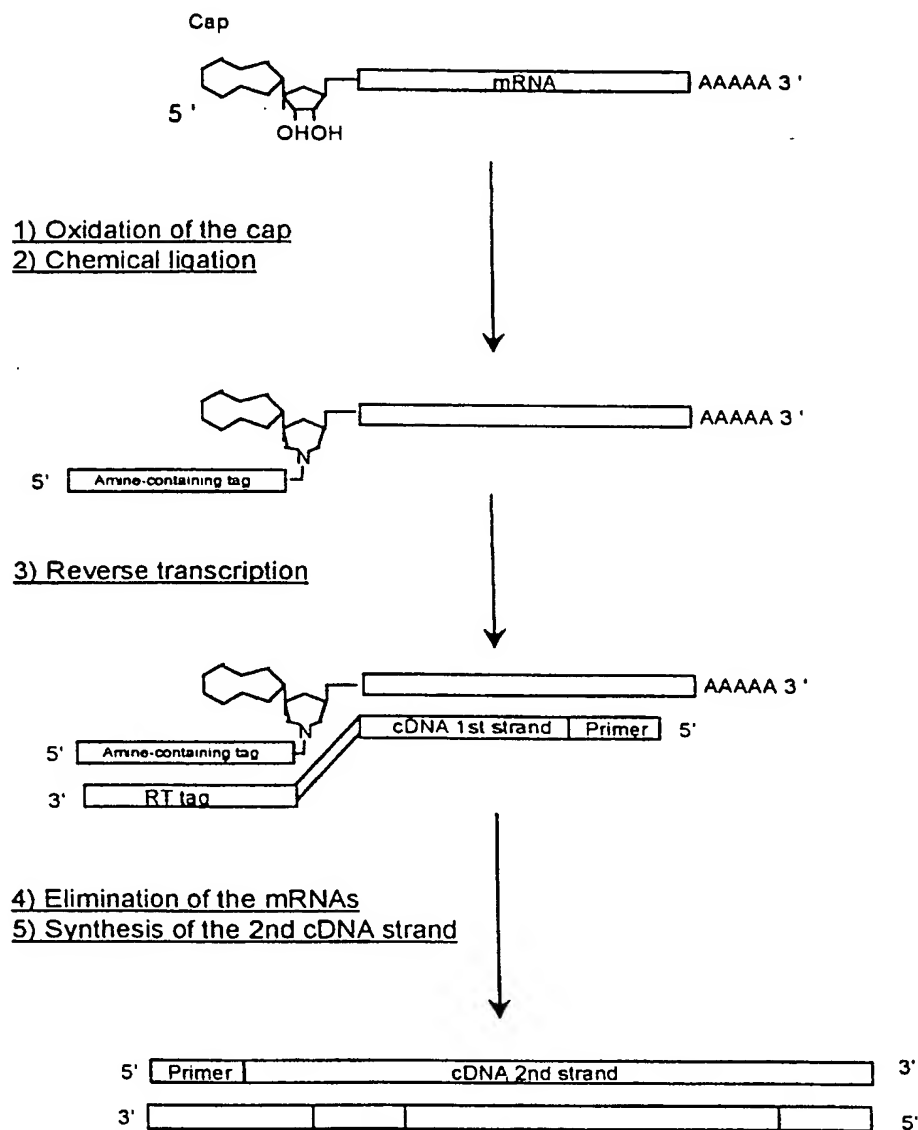 Cap
mRNA AAAAA 3 '
5 '
OHOH
1) Oxidation of the cap
2) Chemical ligation
AAAAA 3 '
N
5' Amine-containing tag
3) Reverse transcription
AAAAA 3 '
N
cDNA 1st strand Primer 5'
5' Amine-containing tag
3' RT tag
4) Elimination of the mRNAs
5) Synthesis of the 2nd cDNA strand
5' Primer cDNA 2nd strand 3'
3' 5'